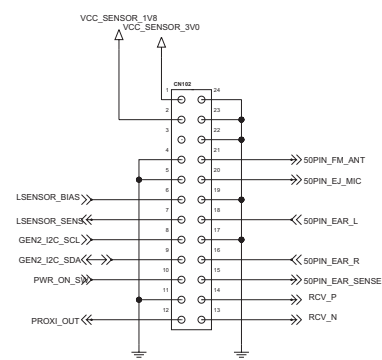 VCC_SENSOR_1V8
VCC_SENSOR_3V0
CN102
1 24
2 23
3 22
4 21 50PIN_FM_ANT
5 20 50PIN_EJ_MIC
LSENSOR_BIAS 6 19
LSENSOR_SENS 7 18 50PIN_EAR_L
GEN2_I2C_SCL 8 17
GEN2_I2C_SDA 9 16 50PIN_EAR_R
PWR_ON_SW 10 15 50PIN_EAR_SENSE
11 14 RCV_P
PROXI_OUT 12 13 RCV_N